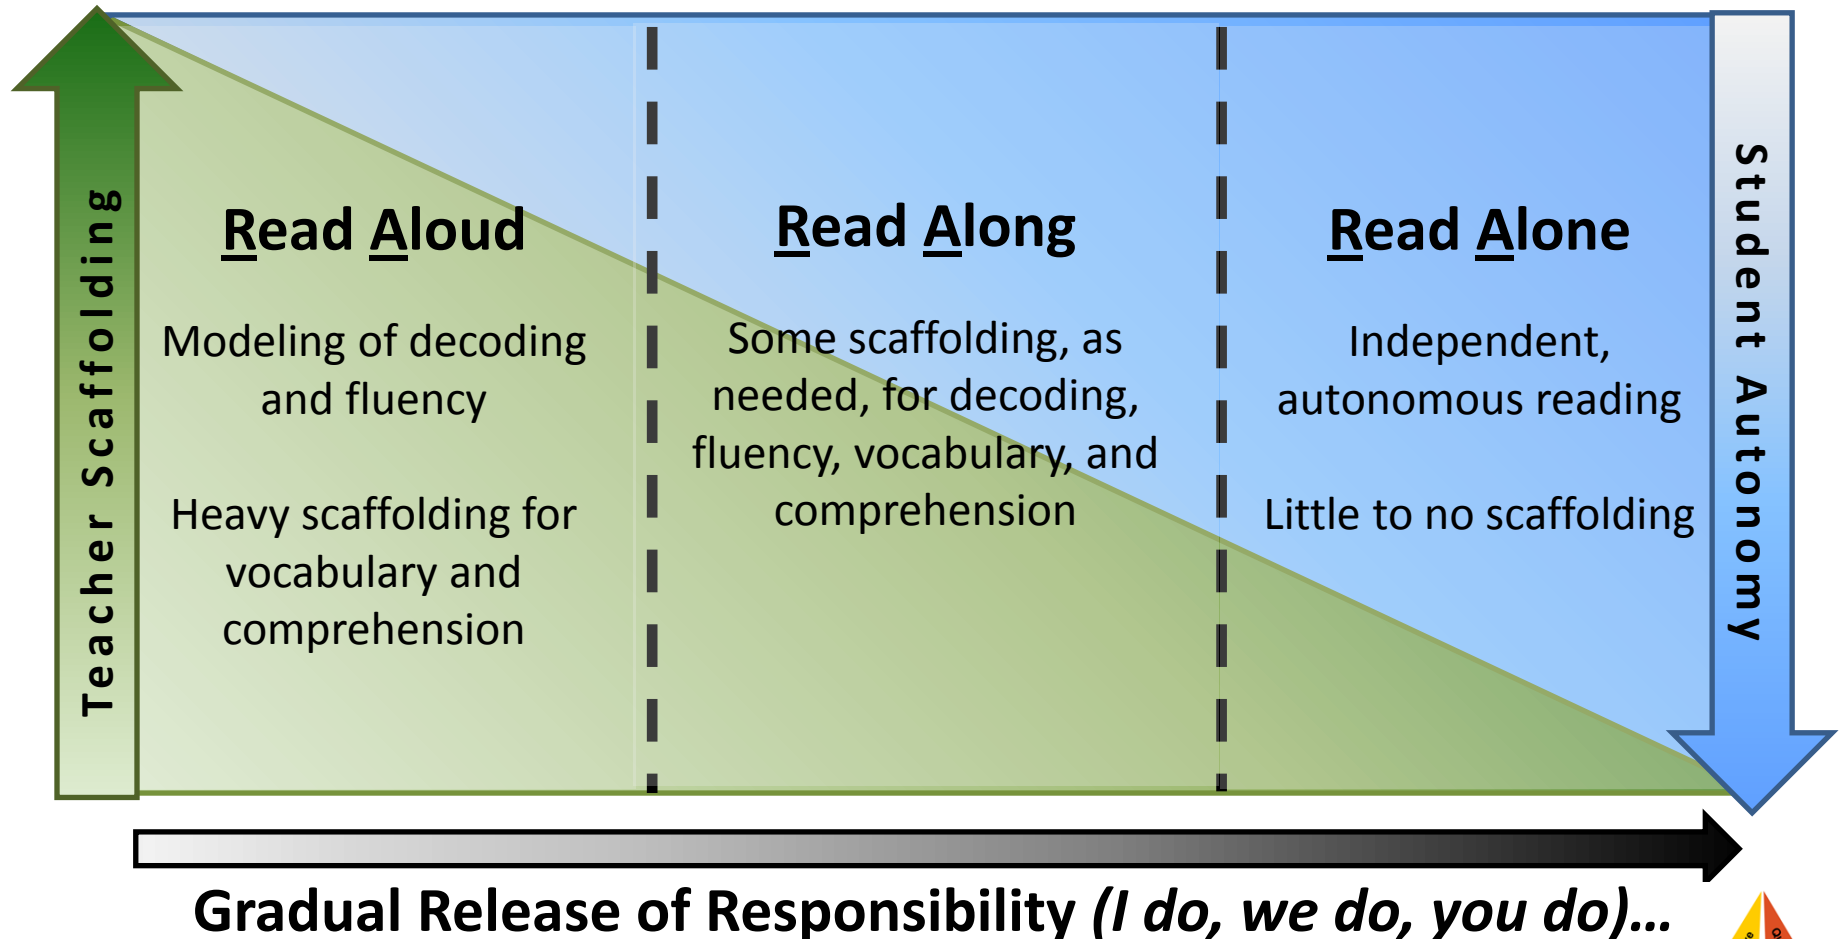 Teacher Scaffolding
Read Aloud
Modeling of decoding
and fluency
Heavy scaffolding for
vocabulary and
comprehension
Read Along
Some scaffolding, as
needed, for decoding,
fluency, vocabulary, and
comprehension
Read Alone
Independent,
autonomous reading
Little to no scaffolding
Student Autonomy
Gradual Release of Responsibility (I do, we do, you do)...